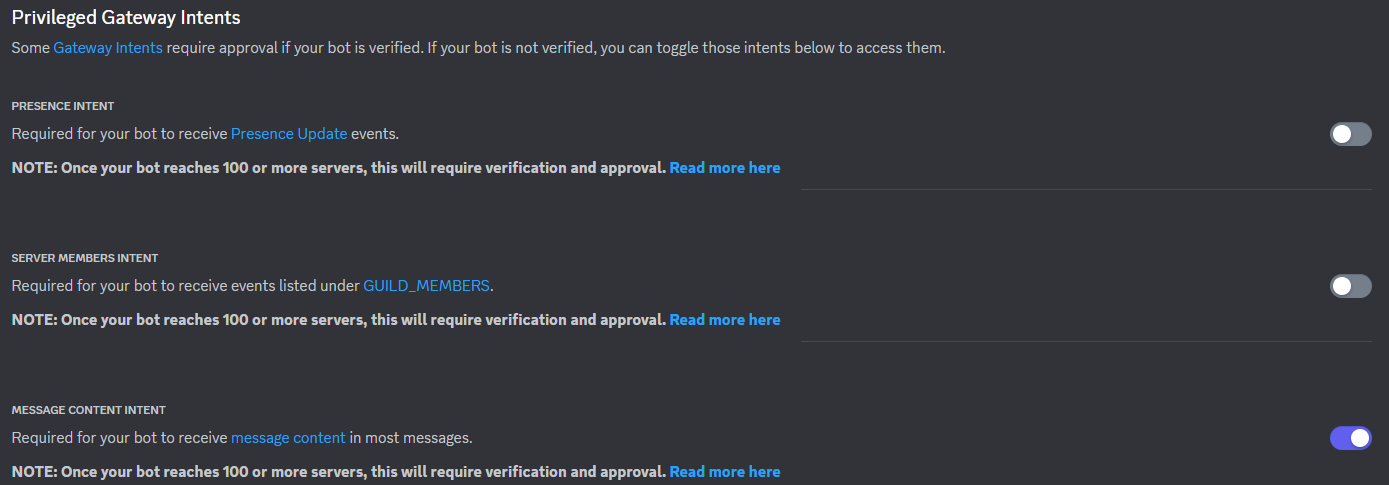 Privileged Gateway Intents
Some Gateway Intents require approval if your bot is verified. If your bot is not verified, you can toggle those intents below to access them.
PRESENCE INTENT
Required for your bot to receive Presence Update events.
NOTE: Once your bot reaches 100 or more servers, this will require verification and approval. Read more here
SERVER MEMBERS INTENT
Required for your bot to receive events listed under GUILD_MEMBERS.
NOTE: Once your bot reaches 100 or more servers, this will require verification and approval. Read more here
MESSAGE CONTENT INTENT
Required for your bot to receive message content in most messages.
NOTE: Once your bot reaches 100 or more servers, this will require verification and approval. Read more here